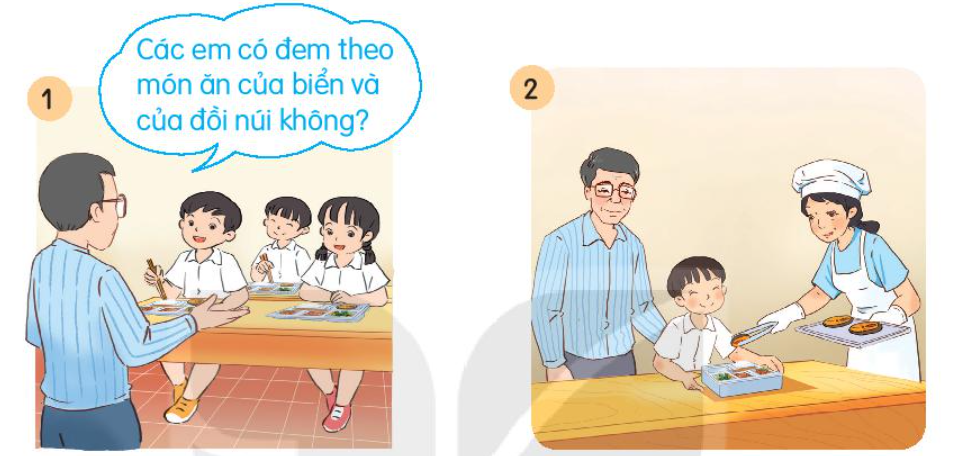 1
Các em có đem theo
món ăn của biển và
của đồi núi không?
2